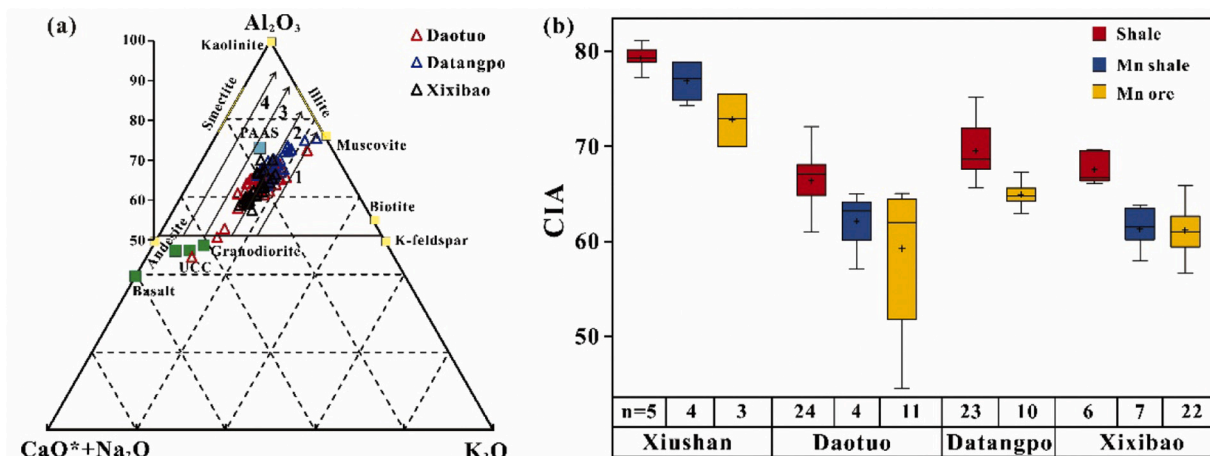 (a)
Al₂O₃
Kaolinite
100
90
80
70
60
50
Smectite
Illite
4
3
2
1
PAAS
Muscovite
Biotite
K-feldspar
Andesite
Granodiorite
UCC
Basalt
CaO*+Na₂O
K₂O
Daotuo
Datangpo
Xixibao
(b)
CIA
80
70
60
50
Shale
Mn shale
Mn ore
n=5 4 3 24 4 11 23 10 6 7 22
Xiushan Daotuo Datangpo Xixibao